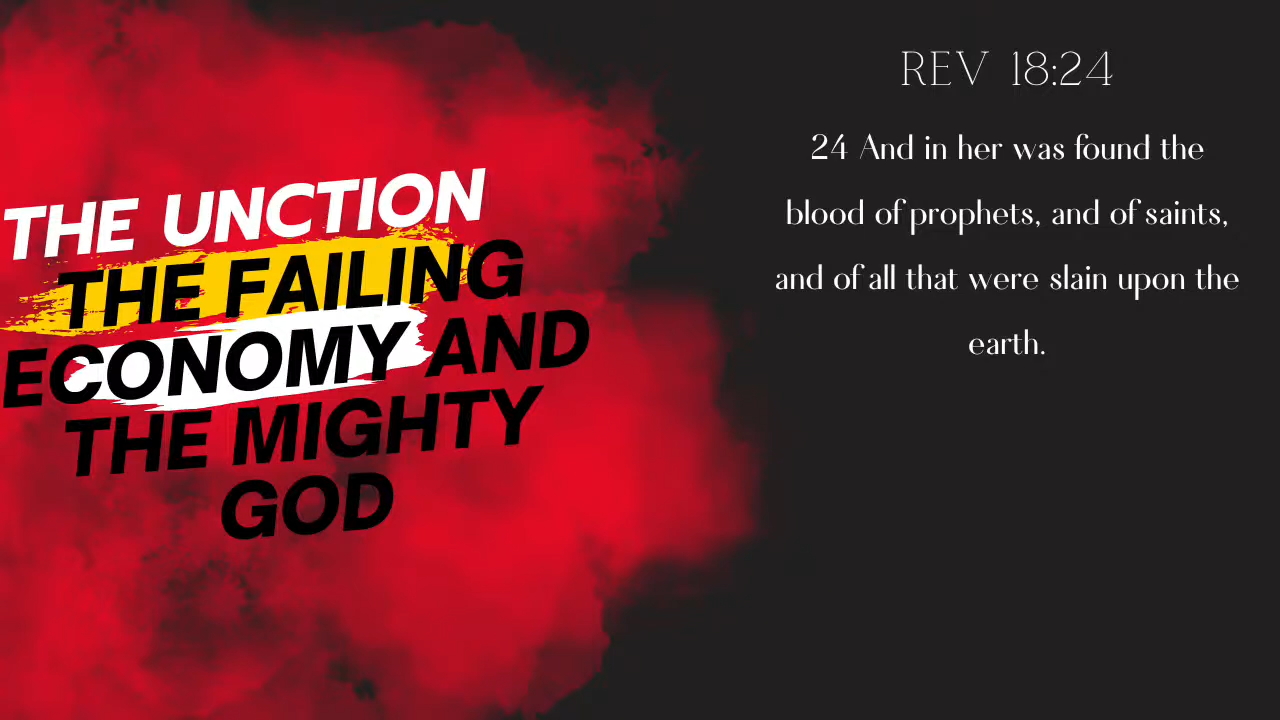 THE UNCTION
THE FAILING
ECONOMY AND
THE MIGHTY
GOD
REV 18:24
24 And in her was found the
blood of prophets, and of saints,
and of all that were slain upon the
earth.